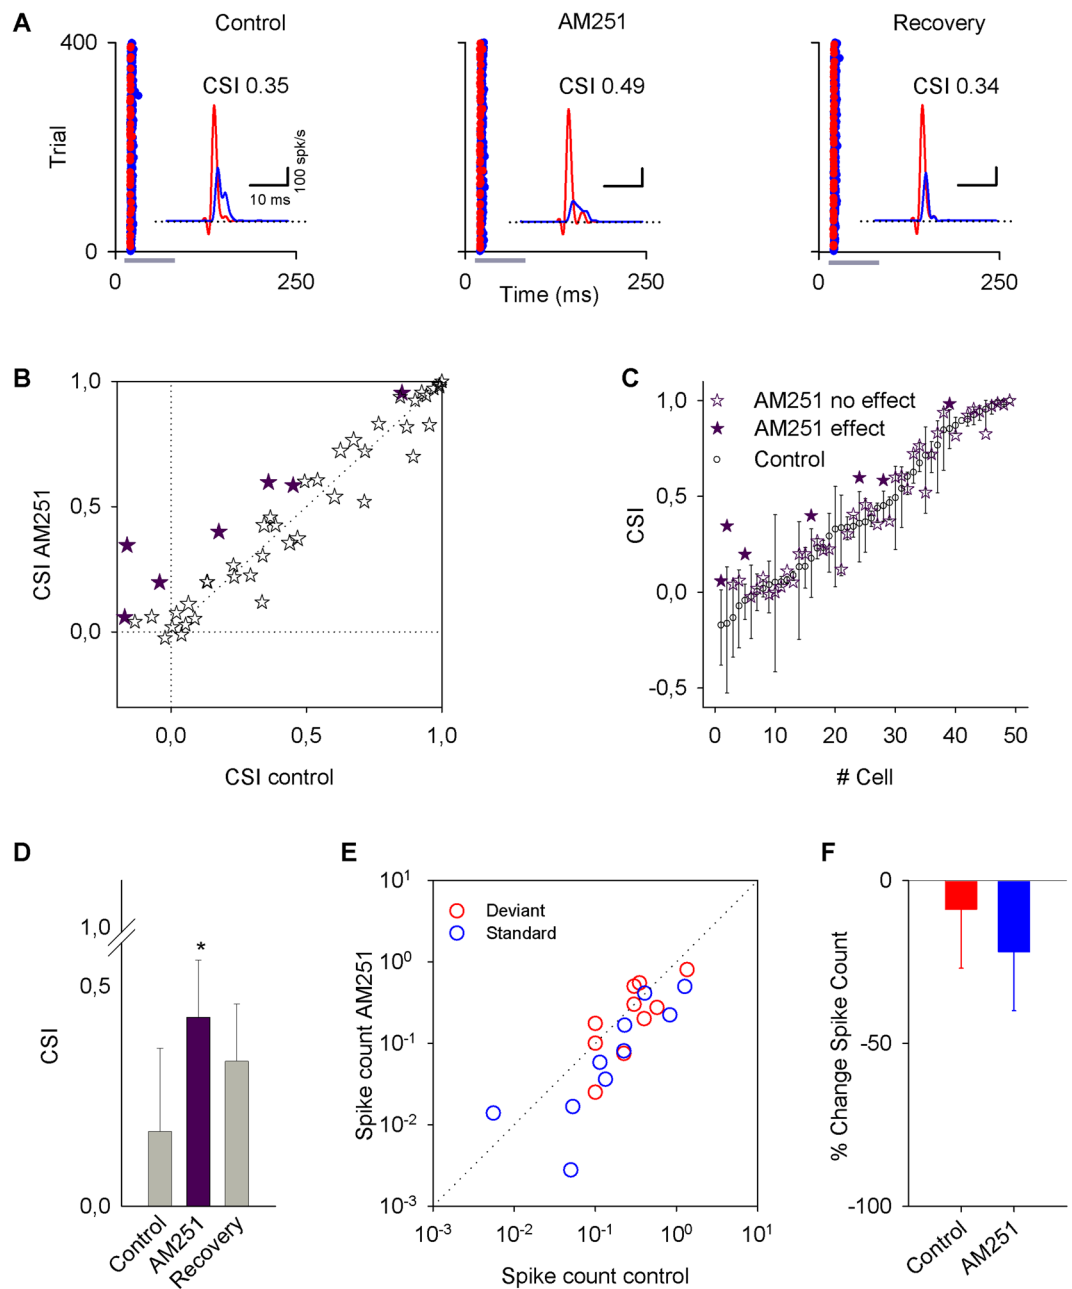 A
Control
AM251
Recovery
400
CSI 0.35
CSI 0.49
CSI 0.34
Trial
100 spk/s
10 ms
0
0
250
0
250
0
250
Time (ms)
B
1,0
0,5
0,0
CSI AM251
0,0
0,5
1,0
CSI control
C
1,0
0,5
0,0
-0,5
CSI
AM251 no effect
AM251 effect
Control
0
10
20
30
40
50
# Cell
D
1,0
0,5
0,0
CSI
*
Control
AM251
Recovery
E
10¹
10⁰
10⁻¹
10⁻²
10⁻³
Spike count AM251
Deviant
Standard
10⁻³
10⁻²
10⁻¹
10⁰
10¹
Spike count control
F
0
-50
-100
% Change Spike Count
Control
AM251